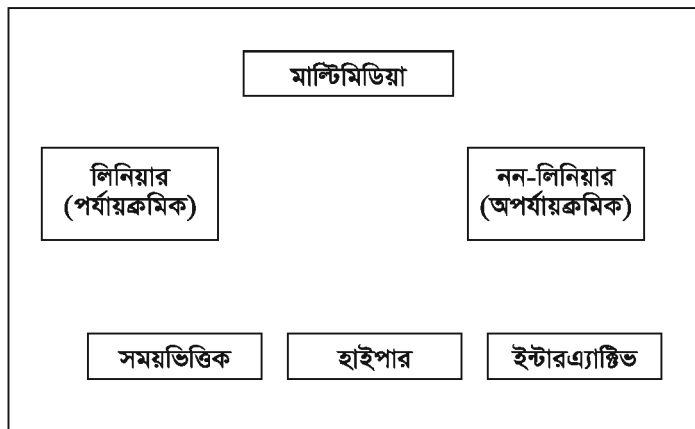 মাল্টিমিডিয়া
লিনিয়ার
(পর্যায়ক্রমিক)
নন-লিনিয়ার
(অপর্যায়ক্রমিক)
সময়ভিত্তিক
হাইপার
ইন্টারএ্যাক্টিভ